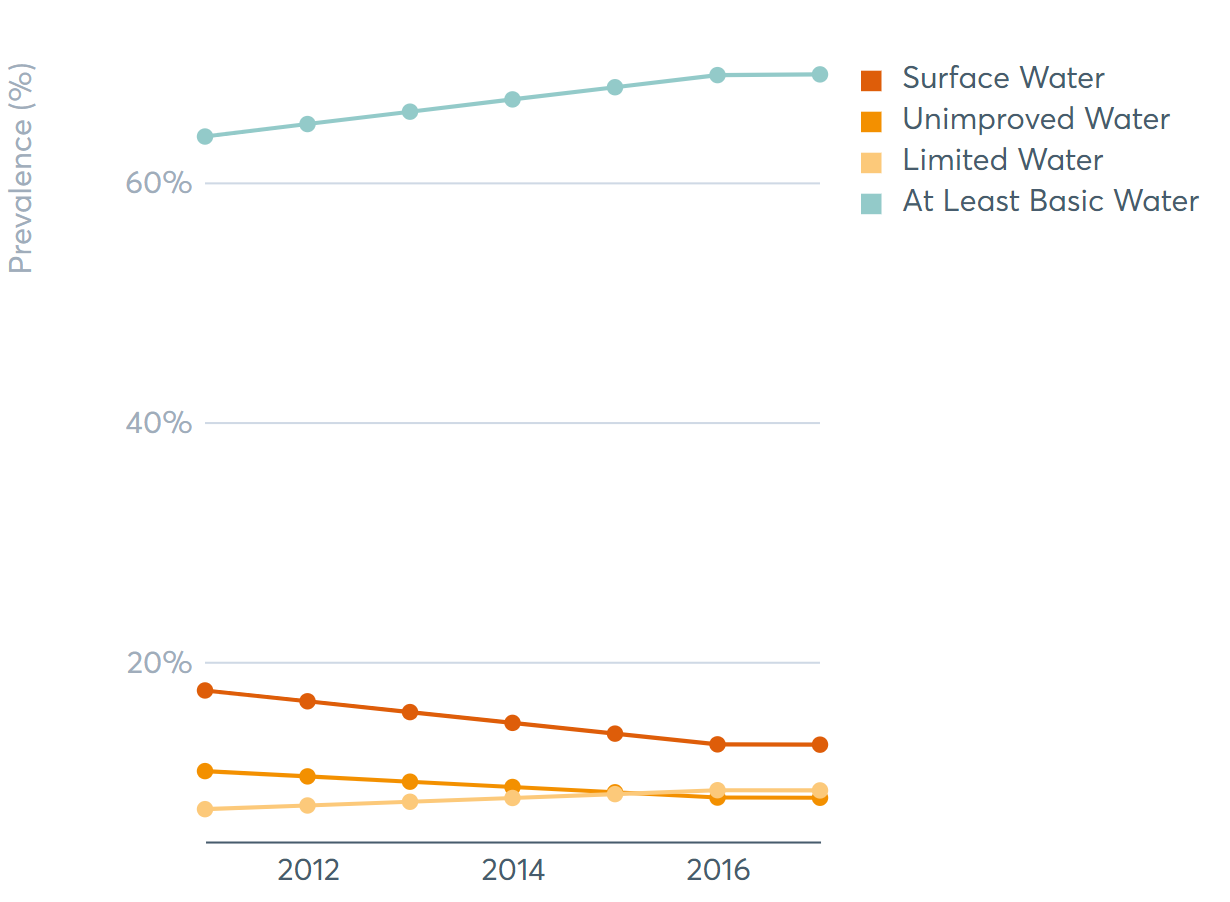 Prevalence (%)
60%
40%
20%
2012
2014
2016
Surface Water
Unimproved Water
Limited Water
At Least Basic Water